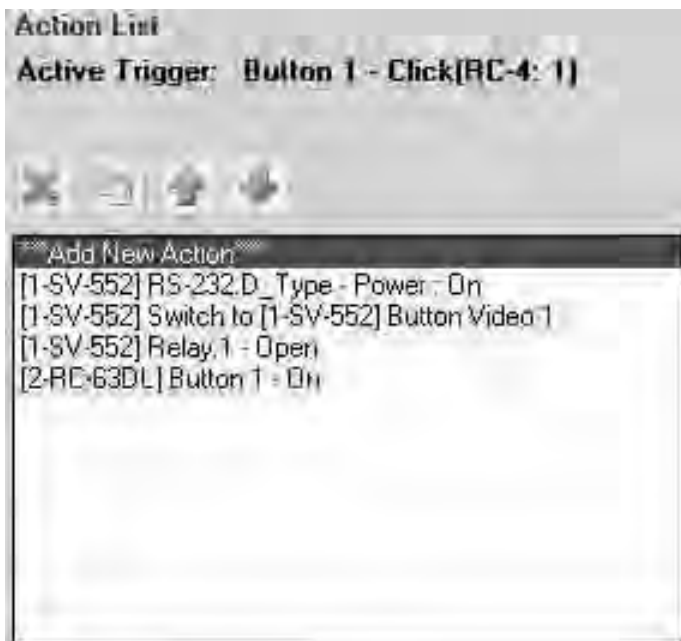 Action List
Active Trigger: Button 1 - Click(RC-4: 1)
***Add New Action***
[1-SV-552] RS-232.D_Type - Power : On
[1-SV-552] Switch to [1-SV-552] Button Video 1
[1-SV-552] Relay.1 - Open
[2-RC-63DL] Button 1 - On